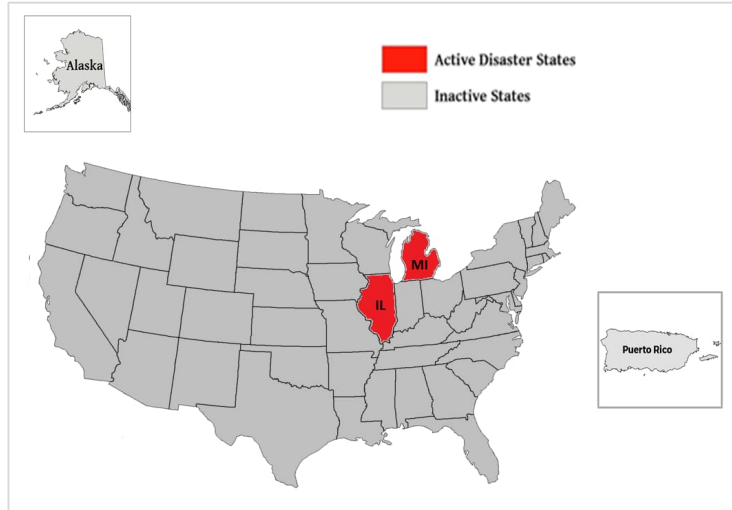 Alaska
Active Disaster States
Inactive States
MI
IL
Puerto Rico